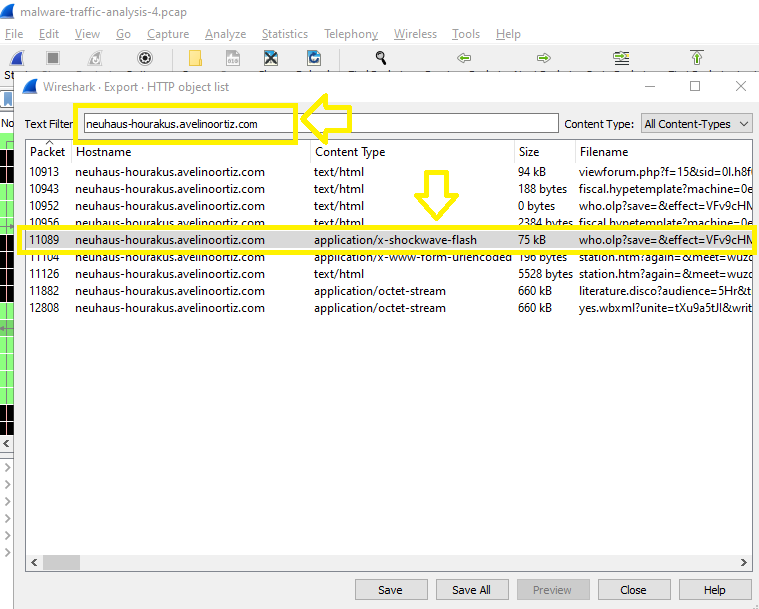 malware-traffic-analysis-4.pcap
File Edit View Go Capture Analyze Statistics Telephony Wireless Tools Help
Wireshark · Export · HTTP object list
No
Text Filter: neuhaus-hourakus.avelinoortiz.com Content Type: All Content-Types
Packet Hostname Content Type Size Filename
10913 neuhaus-hourakus.avelinoortiz.com text/html 94 kB viewforum.php?f=15&sid=0l.h8f
10943 neuhaus-hourakus.avelinoortiz.com text/html 188 bytes fiscal.hypetemplate?machine=0e
10952 neuhaus-hourakus.avelinoortiz.com text/html 0 bytes who.olp?save=&effect=VFv9cHM
10956 neuhaus-hourakus.avelinoortiz.com text/html 2384 bytes fiscal.hypetemplate?machine=0e
11089 neuhaus-hourakus.avelinoortiz.com application/x-shockwave-flash 75 kB who.olp?save=&effect=VFv9cHM
11104 neuhaus-hourakus.avelinoortiz.com application/x-www-form-urlencoded 196 bytes station.htm?again=&meet=wuzc
11126 neuhaus-hourakus.avelinoortiz.com text/html 5528 bytes station.htm?again=&meet=wuzc
11882 neuhaus-hourakus.avelinoortiz.com application/octet-stream 660 kB literature.disco?audience=5Hr&t
12808 neuhaus-hourakus.avelinoortiz.com application/octet-stream 660 kB yes.wbxml?unite=tXu9a5tJI&writ
Save Save All Preview Close Help